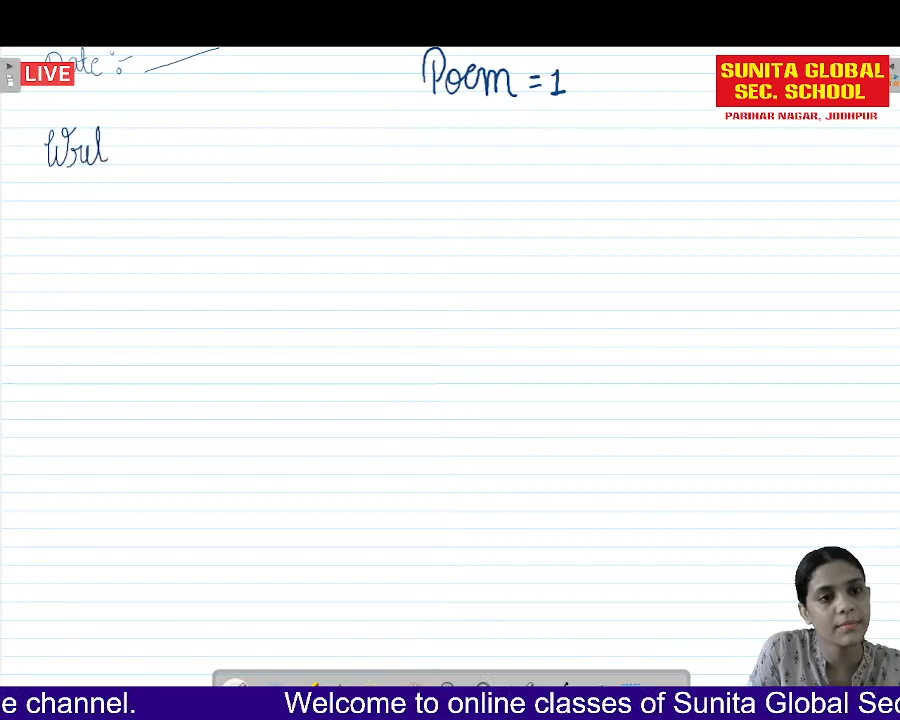 Date :-
LIVE
Poem = 1
SUNITA GLOBAL
SEC. SCHOOL
PARIHAR NAGAR, JODHPUR
e channel. Welcome to online classes of Sunita Global Sec